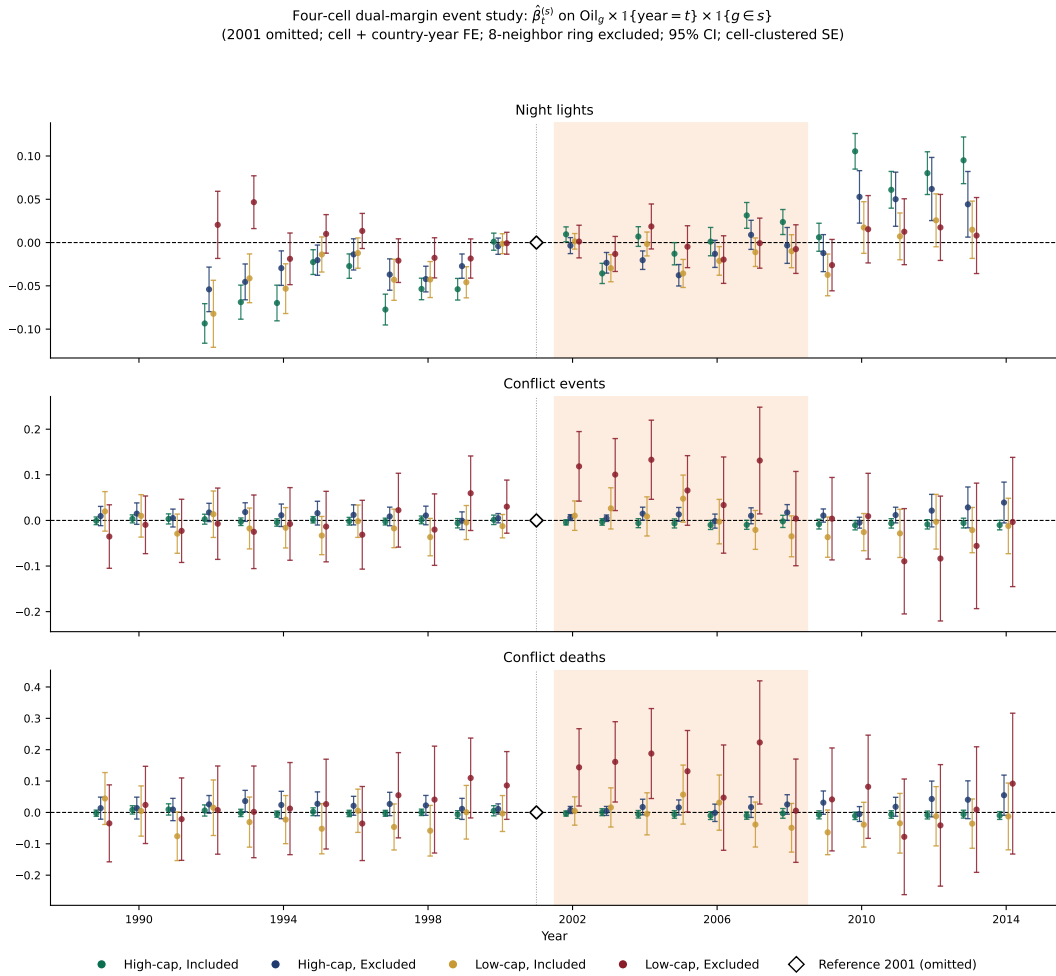 Four-cell dual-margin event study: β̂ₜ⁽ˢ⁾ on Oil_g × 𝟙{year = t} × 𝟙{g ∈ s}
(2001 omitted; cell + country-year FE; 8-neighbor ring excluded; 95% CI; cell-clustered SE)
Night lights
0.10
0.05
0.00
−0.05
−0.10
Conflict events
0.2
0.1
0.0
−0.1
−0.2
Conflict deaths
0.4
0.3
0.2
0.1
0.0
−0.1
−0.2
1990 1994 1998 2002 2006 2010 2014
Year
High-cap, Included High-cap, Excluded Low-cap, Included Low-cap, Excluded Reference 2001 (omitted)